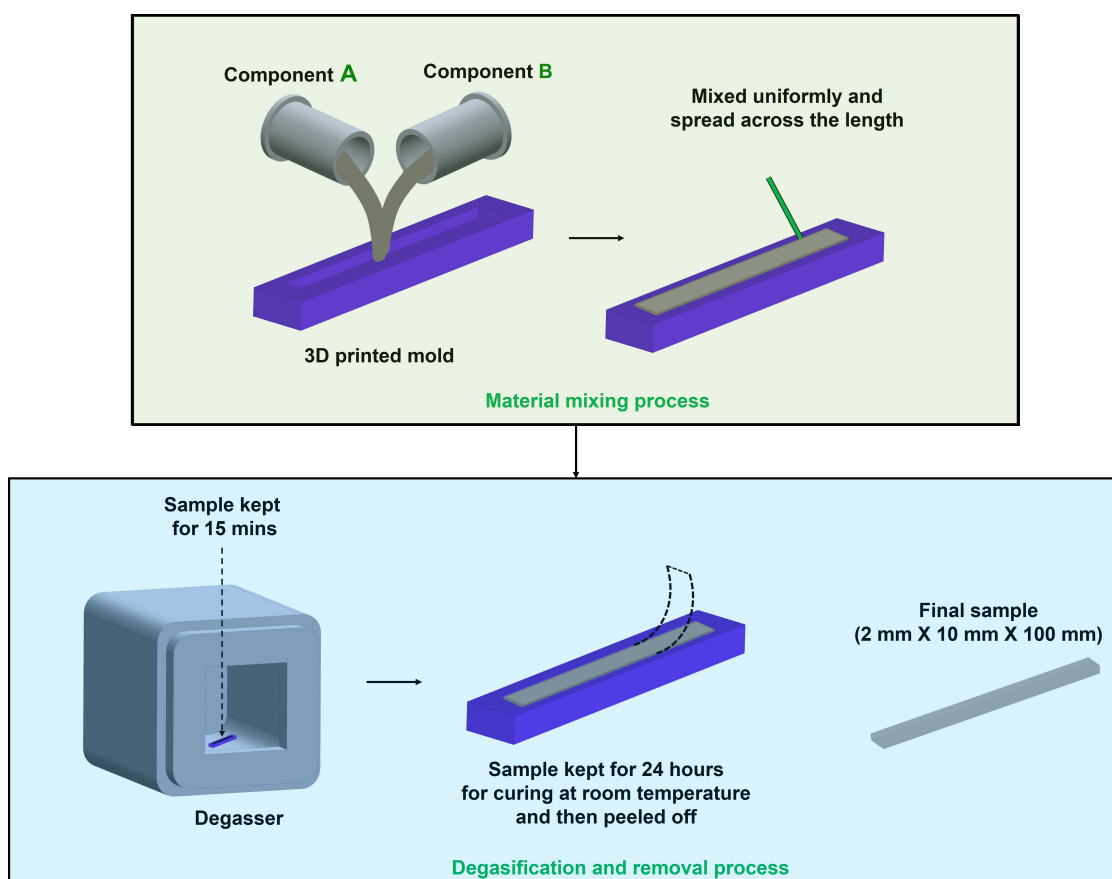 Component A
Component B
Mixed uniformly and
spread across the length
3D printed mold
Material mixing process
Sample kept
for 15 mins
Degasser
Sample kept for 24 hours
for curing at room temperature
and then peeled off
Final sample
(2 mm X 10 mm X 100 mm)
Degasification and removal process